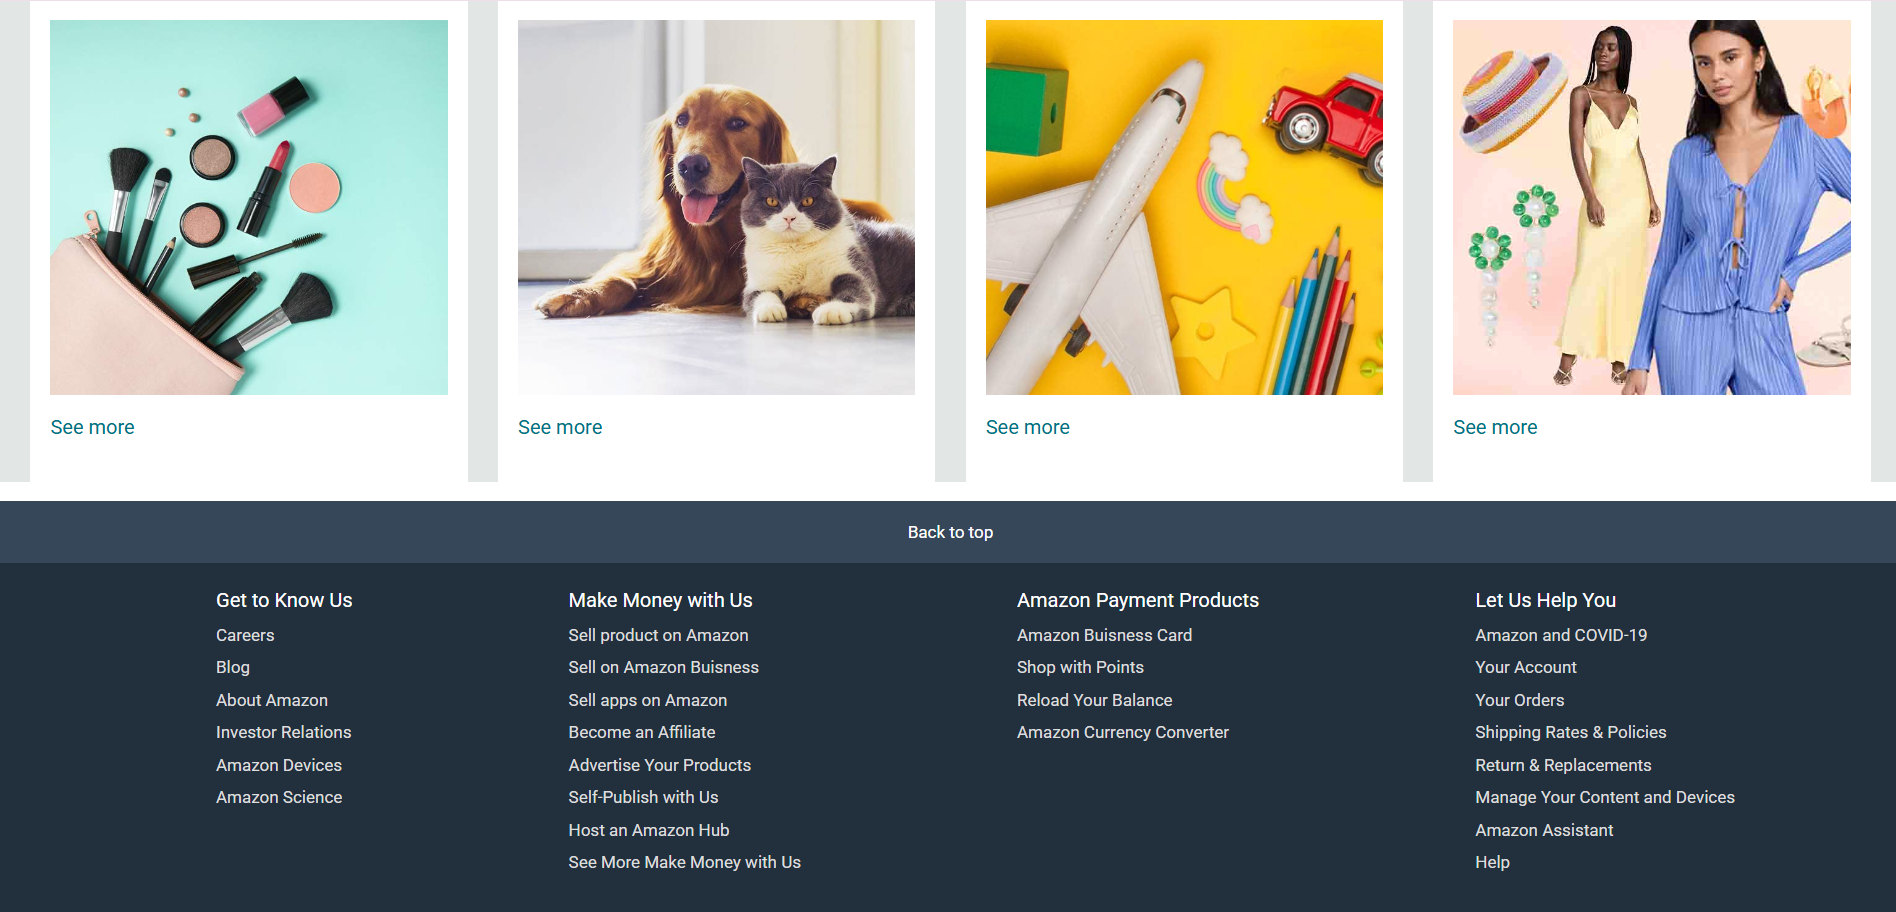 See more
See more
See more
See more
Back to top
Get to Know Us
Careers
Blog
About Amazon
Investor Relations
Amazon Devices
Amazon Science
Make Money with Us
Sell product on Amazon
Sell on Amazon Buisness
Sell apps on Amazon
Become an Affiliate
Advertise Your Products
Self-Publish with Us
Host an Amazon Hub
See More Make Money with Us
Amazon Payment Products
Amazon Buisness Card
Shop with Points
Reload Your Balance
Amazon Currency Converter
Let Us Help You
Amazon and COVID-19
Your Account
Your Orders
Shipping Rates & Policies
Return & Replacements
Manage Your Content and Devices
Amazon Assistant
Help